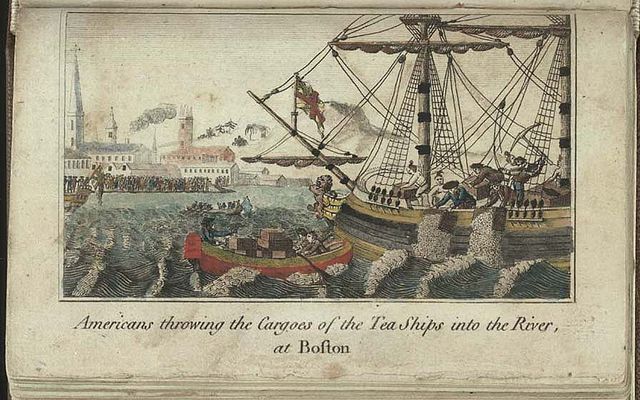 Americans throwing the Cargoes of the Tea Ships into the River,
at Boſton